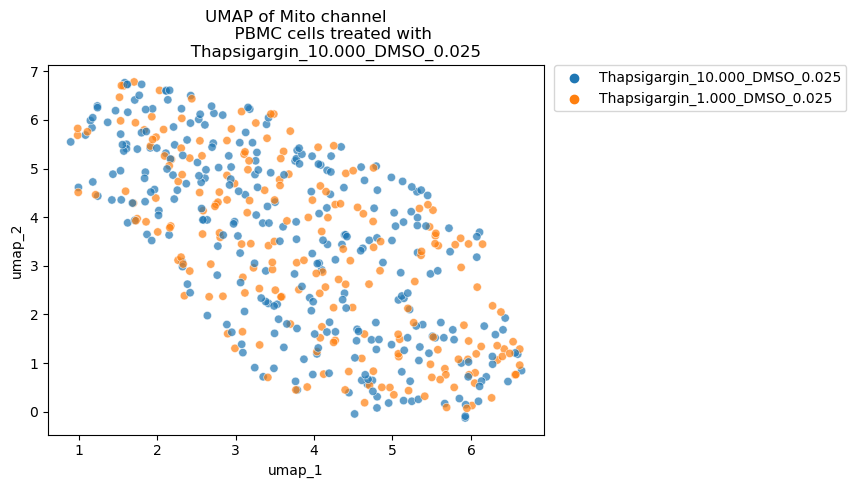 UMAP of Mito channel
PBMC cells treated with
Thapsigargin_10.000_DMSO_0.025
Thapsigargin_10.000_DMSO_0.025
Thapsigargin_1.000_DMSO_0.025
umap_2
7
6
5
4
3
2
1
0
1
2
3
4
5
6
umap_1